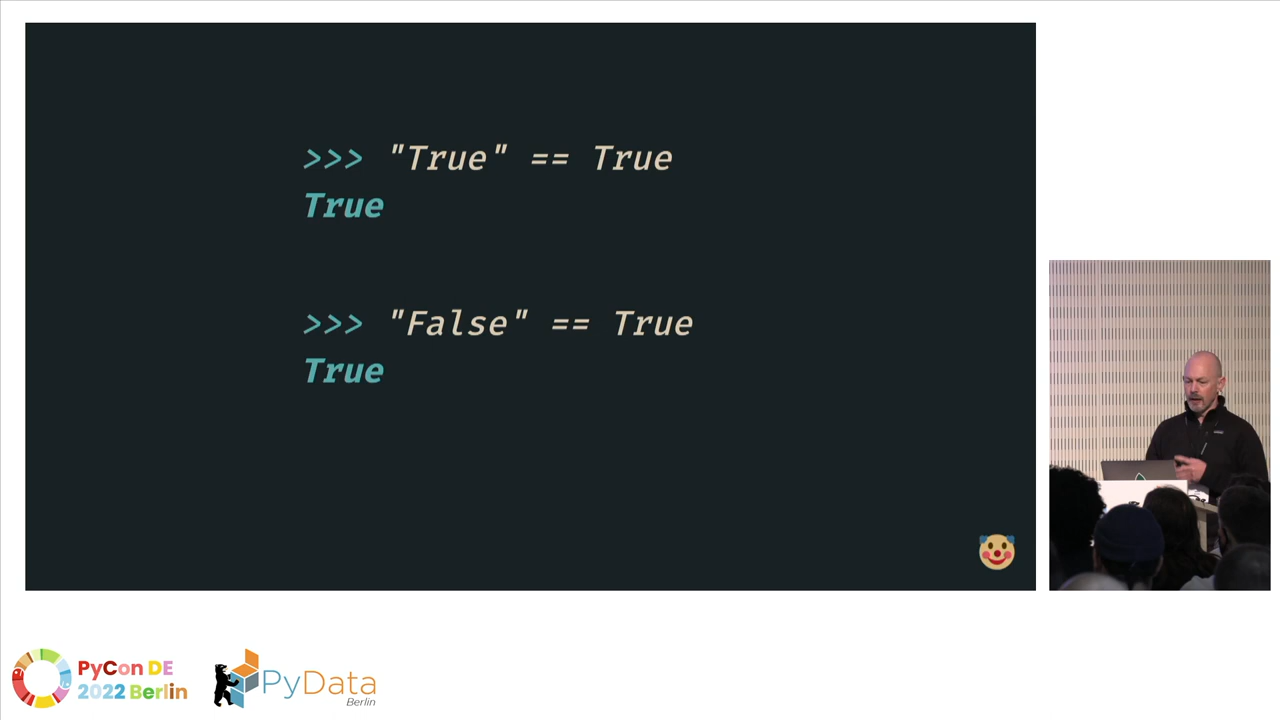 >>> "True" == True
True
>>> "False" == True
True
PyCon DE
2022 Berlin
PyData
Berlin